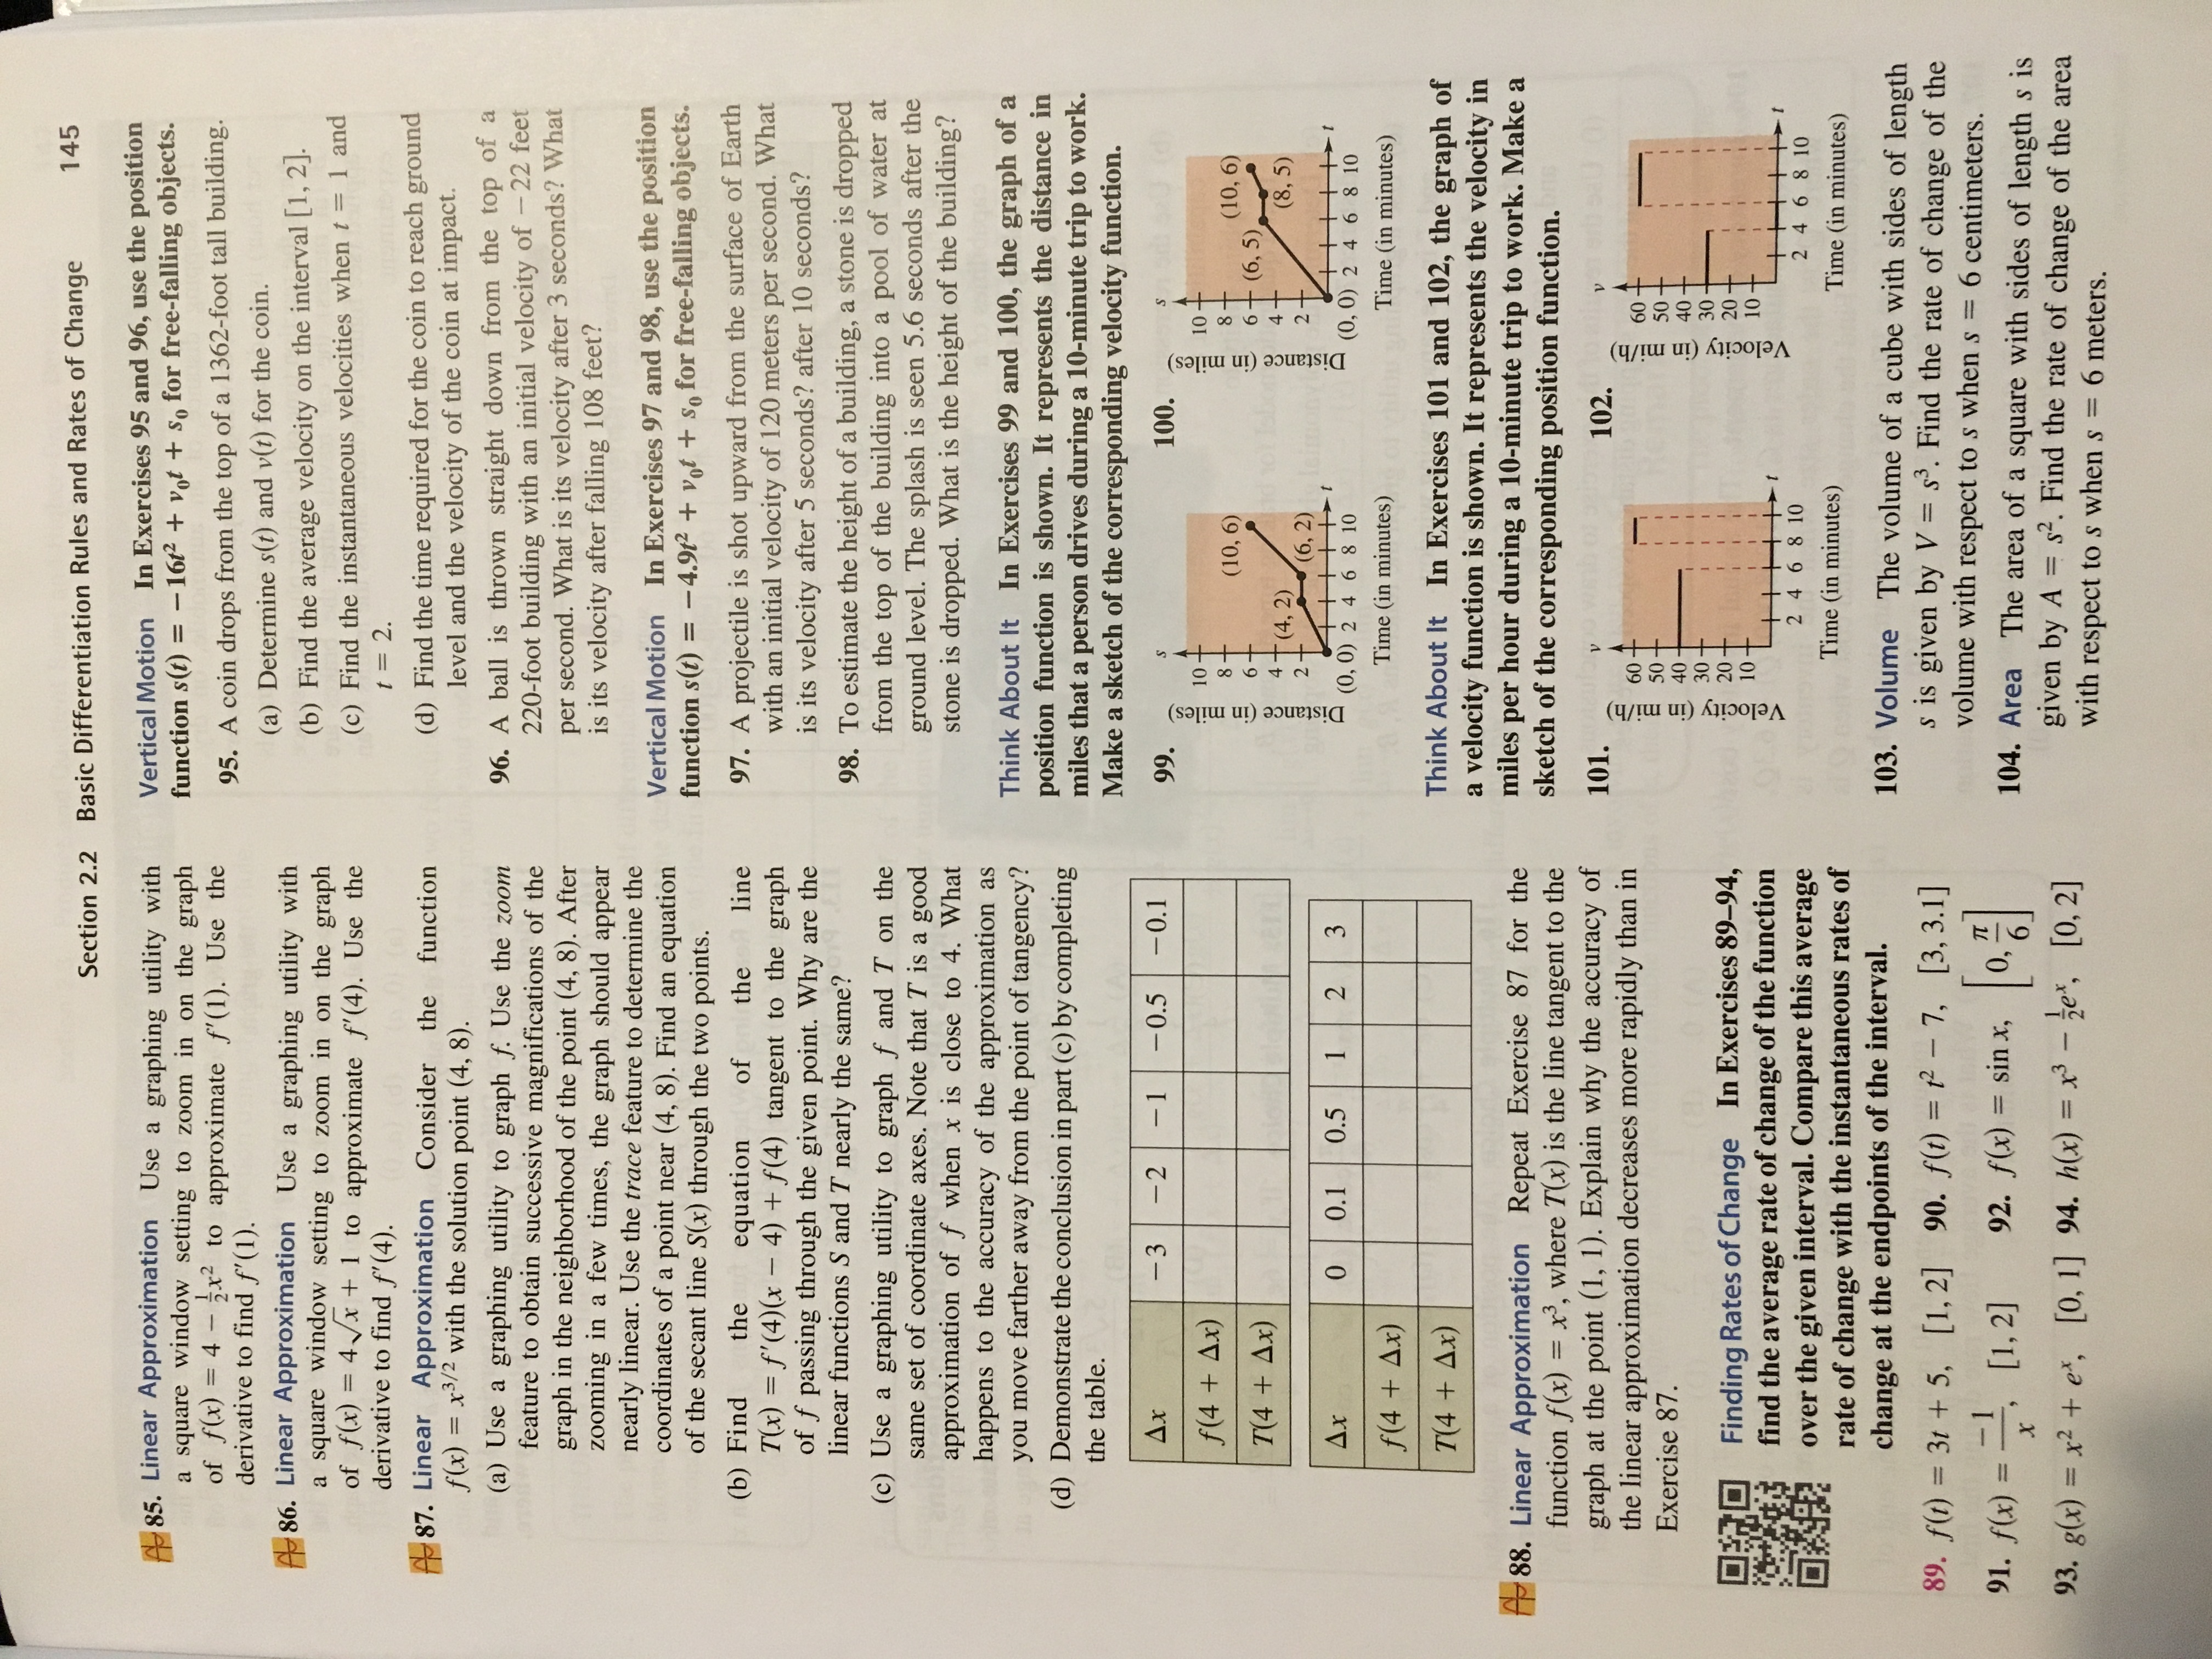 Section 2.2 Basic Differentiation Rules and Rates of Change 145
85. Linear Approximation Use a graphing utility with
a square window setting to zoom in on the graph
of f(x) = 4 − ½x² to approximate f′(1). Use the
derivative to find f′(1).
86. Linear Approximation Use a graphing utility with
a square window setting to zoom in on the graph
of f(x) = 4√x + 1 to approximate f′(4). Use the
derivative to find f′(4).
87. Linear Approximation Consider the function
f(x) = x^(3/2) with the solution point (4, 8).
(a) Use a graphing utility to graph f. Use the zoom
feature to obtain successive magnifications of the
graph in the neighborhood of the point (4, 8). After
zooming in a few times, the graph should appear
nearly linear. Use the trace feature to determine the
coordinates of a point near (4, 8). Find an equation
of the secant line S(x) through the two points.
(b) Find the equation of the line
T(x) = f′(4)(x − 4) + f(4) tangent to the graph
of f passing through the given point. Why are the
linear functions S and T nearly the same?
(c) Use a graphing utility to graph f and T on the
same set of coordinate axes. Note that T is a good
approximation of f when x is close to 4. What
happens to the accuracy of the approximation as
you move farther away from the point of tangency?
(d) Demonstrate the conclusion in part (c) by completing
the table.
Δx −3 −2 −1 −0.5 −0.1
f(4 + Δx)
T(4 + Δx)
Δx 0 0.1 0.5 1 2 3
f(4 + Δx)
T(4 + Δx)
88. Linear Approximation Repeat Exercise 87 for the
function f(x) = x³, where T(x) is the line tangent to the
graph at the point (1, 1). Explain why the accuracy of
the linear approximation decreases more rapidly than in
Exercise 87.
Finding Rates of Change In Exercises 89–94,
find the average rate of change of the function
over the given interval. Compare this average
rate of change with the instantaneous rates of
change at the endpoints of the interval.
89. f(t) = 3t + 5, [1, 2] 90. f(t) = t² − 7, [3, 3.1]
91. f(x) = −1/x, [1, 2] 92. f(x) = sin x, [0, π/6]
93. g(x) = x² + eˣ, [0, 1] 94. h(x) = x³ − ½eˣ, [0, 2]
Vertical Motion In Exercises 95 and 96, use the position
function s(t) = −16t² + v₀t + s₀ for free-falling objects.
95. A coin drops from the top of a 1362-foot tall building.
(a) Determine s(t) and v(t) for the coin.
(b) Find the average velocity on the interval [1, 2].
(c) Find the instantaneous velocities when t = 1 and
t = 2.
(d) Find the time required for the coin to reach ground
level and the velocity of the coin at impact.
96. A ball is thrown straight down from the top of a
220-foot building with an initial velocity of −22 feet
per second. What is its velocity after 3 seconds? What
is its velocity after falling 108 feet?
Vertical Motion In Exercises 97 and 98, use the position
function s(t) = −4.9t² + v₀t + s₀ for free-falling objects.
97. A projectile is shot upward from the surface of Earth
with an initial velocity of 120 meters per second. What
is its velocity after 5 seconds? after 10 seconds?
98. To estimate the height of a building, a stone is dropped
from the top of the building into a pool of water at
ground level. The splash is seen 5.6 seconds after the
stone is dropped. What is the height of the building?
Think About It In Exercises 99 and 100, the graph of a
position function is shown. It represents the distance in
miles that a person drives during a 10-minute trip to work.
Make a sketch of the corresponding velocity function.
99.
Distance (in miles)
s
10
8
6
4
2
(10, 6)
(4, 2)
(6, 2)
t
(0, 0) 2 4 6 8 10
Time (in minutes)
100.
Distance (in miles)
s
10
8
6
4
2
(10, 6)
(6, 5)
(8, 5)
t
(0, 0) 2 4 6 8 10
Time (in minutes)
Think About It In Exercises 101 and 102, the graph of
a velocity function is shown. It represents the velocity in
miles per hour during a 10-minute trip to work. Make a
sketch of the corresponding position function.
101.
Velocity (in mi/h)
v
60
50
40
30
20
10
t
2 4 6 8 10
Time (in minutes)
102.
Velocity (in mi/h)
v
60
50
40
30
20
10
t
2 4 6 8 10
Time (in minutes)
103. Volume The volume of a cube with sides of length
s is given by V = s³. Find the rate of change of the
volume with respect to s when s = 6 centimeters.
104. Area The area of a square with sides of length s is
given by A = s². Find the rate of change of the area
with respect to s when s = 6 meters.